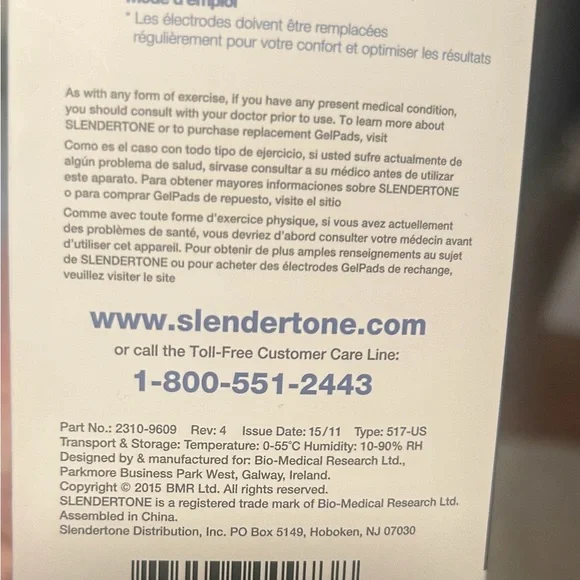 Mode d'emploi
* Les électrodes doivent être remplacées
régulièrement pour votre confort et optimiser les résultats
As with any form of exercise, if you have any present medical condition,
you should consult with your doctor prior to use. To learn more about
SLENDERTONE or to purchase replacement GelPads, visit
Como es el caso con todo tipo de ejercicio, si usted sufre actualmente de
algún problema de salud, sirvase consultar a su médico antes de utilizar
este aparato. Para obtener mayores informaciones sobre SLENDERTONE
o para comprar GelPads de repuesto, visite el sitio
Comme avec toute forme d'exercice physique, si vous avez actuellement
des problèmes de santé, vous devriez d'abord consulter votre médecin avant
d'utiliser cet appareil. Pour obtenir de plus amples renseignements au sujet
de SLENDERTONE ou pour acheter des électrodes GelPads de rechange,
veuillez visiter le site
www.slendertone.com
or call the Toll-Free Customer Care Line:
1-800-551-2443
Part No.: 2310-9609 Rev: 4 Issue Date: 15/11 Type: 517-US
Transport & Storage: Temperature: 0-55°C Humidity: 10-90% RH
Designed by & manufactured for: Bio-Medical Research Ltd.,
Parkmore Business Park West, Galway, Ireland.
Copyright © 2015 BMR Ltd. All rights reserved.
SLENDERTONE is a registered trade mark of Bio-Medical Research Ltd.
Assembled in China.
Slendertone Distribution, Inc. PO Box 5149, Hoboken, NJ 07030